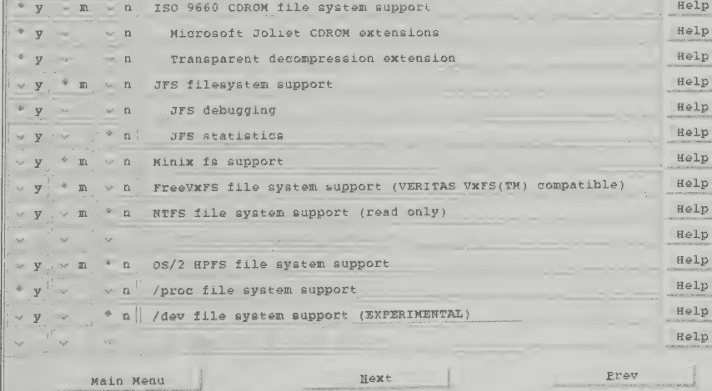 y m n ISO 9660 CDROM file system support Help
y n Microsoft Joliet CDROM extensions Help
y n Transparent decompression extension Help
y m n JFS filesystem support Help
y n JFS debugging Help
y n JFS statistics Help
y m n Minix fs support Help
y m n FreeVxFS file system support (VERITAS VxFS(TM) compatible) Help
y m n NTFS file system support (read only) Help
Help
y m n OS/2 HPFS file system support Help
y n /proc file system support Help
y n /dev file system support (EXPERIMENTAL) Help
Help
Main Menu Next Prev